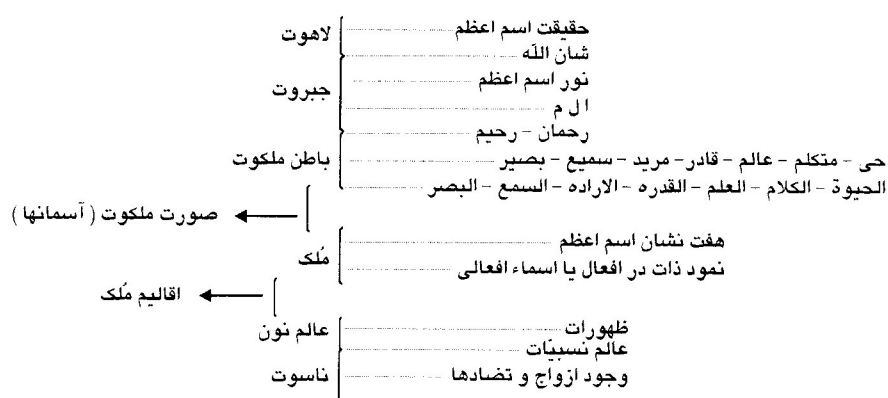 حقیقت اسم اعظم
لاهوت
شان اللّه
نور اسم اعظم
جبروت
ا ل م
رحمان - رحیم
باطن ملکوت
حی - متکلم - عالم - قادر- مرید - سمیع - بصیر
الحیوة - الکلام - العلم - القدره - الاراده - السمع - البصر
صورت ملکوت ( آسمانها )
هفت نشان اسم اعظم
مُلک
نمود ذات در افعال یا اسماء افعالی
اقالیم مُلک
ظهورات
عالم نون
عالم نسبیّات
وجود ازواج و تضادها
ناسوت